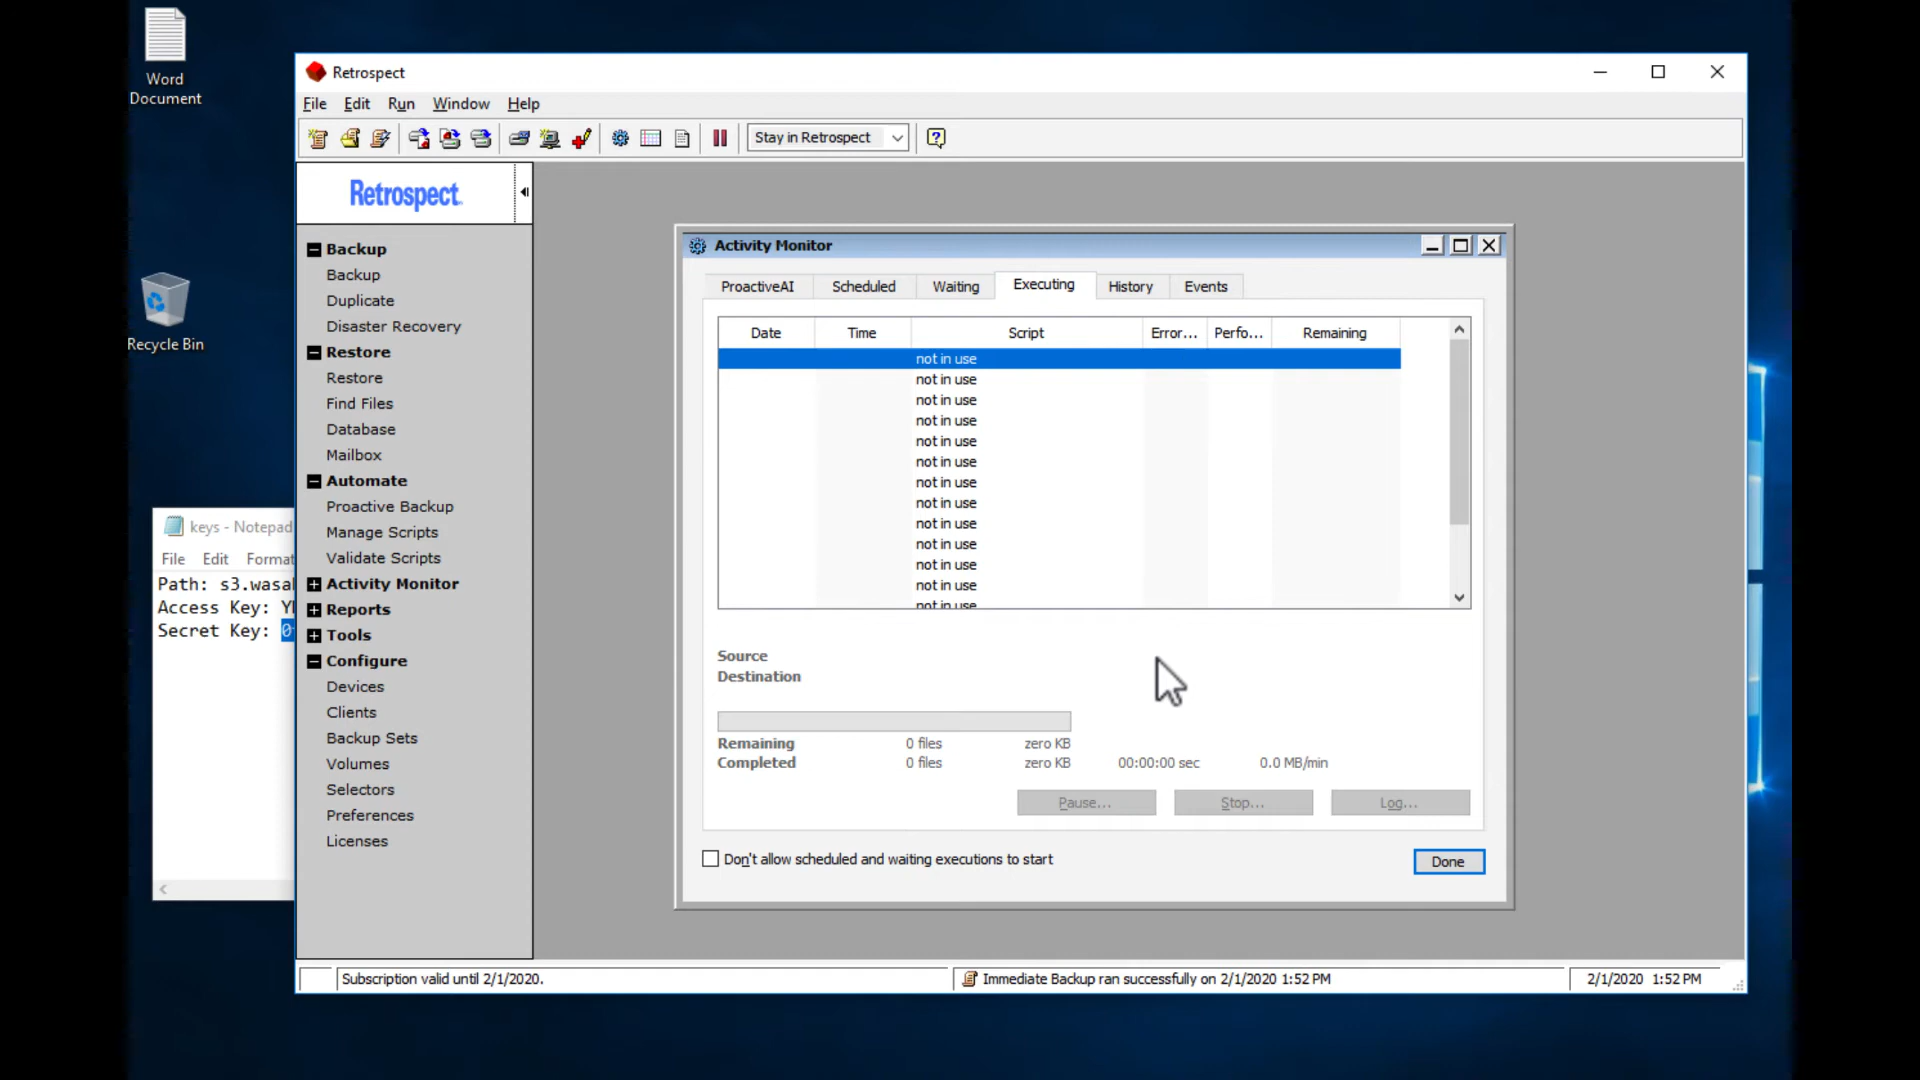 Word
Document
Recycle Bin
keys - Notepad
File Edit Format
Path: s3.wasab
Access Key: Y
Secret Key: 0
Retrospect
File Edit Run Window Help
Stay in Retrospect
Retrospect
Backup
Backup
Duplicate
Disaster Recovery
Restore
Restore
Find Files
Database
Mailbox
Automate
Proactive Backup
Manage Scripts
Validate Scripts
Activity Monitor
Reports
Tools
Configure
Devices
Clients
Backup Sets
Volumes
Selectors
Preferences
Licenses
Activity Monitor
ProactiveAI Scheduled Waiting Executing History Events
Date Time Script Error... Perfo... Remaining
not in use
not in use
not in use
not in use
not in use
not in use
not in use
not in use
not in use
not in use
not in use
not in use
not in use
Source
Destination
Remaining 0 files zero KB
Completed 0 files zero KB 00:00:00 sec 0.0 MB/min
Pause... Stop... Log...
Don't allow scheduled and waiting executions to start
Done
Subscription valid until 2/1/2020. Immediate Backup ran successfully on 2/1/2020 1:52 PM 2/1/2020 1:52 PM